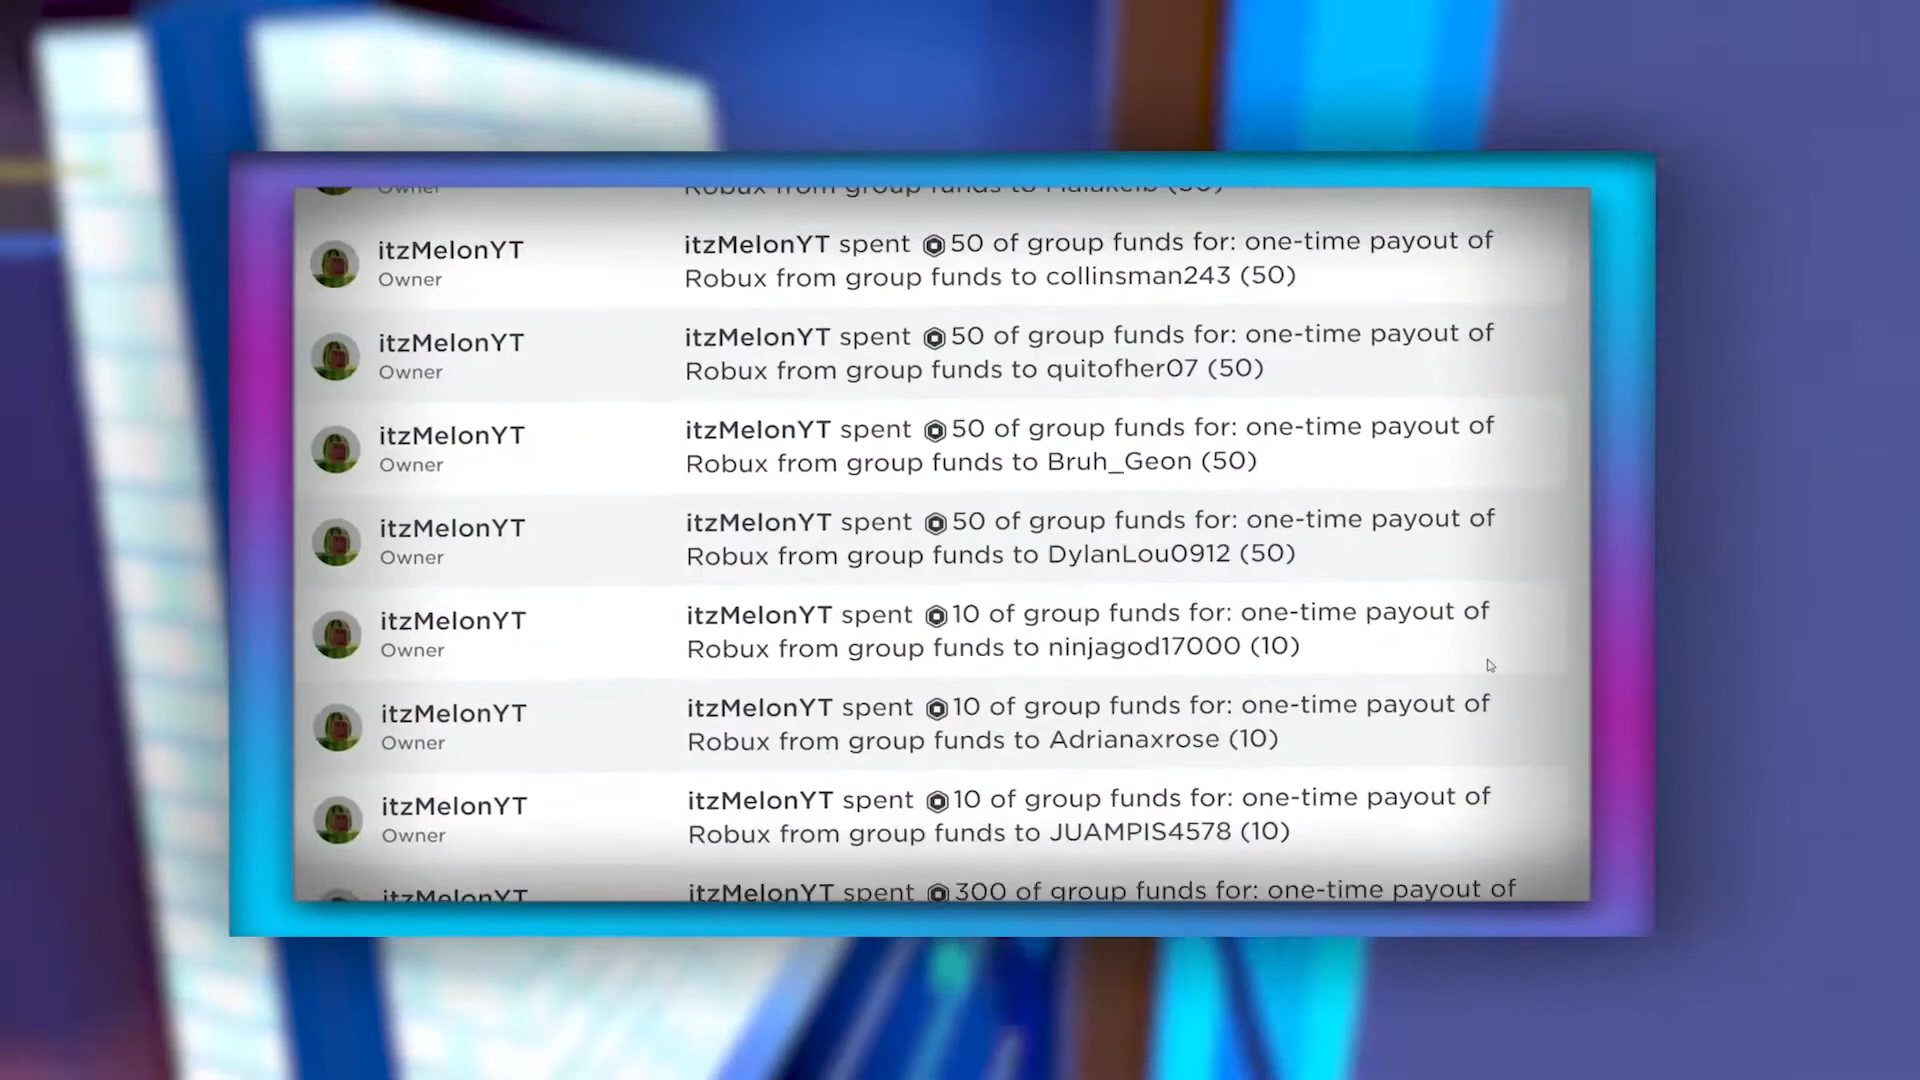 Owner
Robux from group funds to
itzMelonYT
Owner
itzMelonYT spent 50 of group funds for: one-time payout of
Robux from group funds to collinsman243 (50)
itzMelonYT
Owner
itzMelonYT spent 50 of group funds for: one-time payout of
Robux from group funds to quitofher07 (50)
itzMelonYT
Owner
itzMelonYT spent 50 of group funds for: one-time payout of
Robux from group funds to Bruh_Geon (50)
itzMelonYT
Owner
itzMelonYT spent 50 of group funds for: one-time payout of
Robux from group funds to DylanLou0912 (50)
itzMelonYT
Owner
itzMelonYT spent 10 of group funds for: one-time payout of
Robux from group funds to ninjagod17000 (10)
itzMelonYT
Owner
itzMelonYT spent 10 of group funds for: one-time payout of
Robux from group funds to Adrianaxrose (10)
itzMelonYT
Owner
itzMelonYT spent 10 of group funds for: one-time payout of
Robux from group funds to JUAMPIS4578 (10)
itzMelonYT
itzMelonYT spent 300 of group funds for: one-time payout of